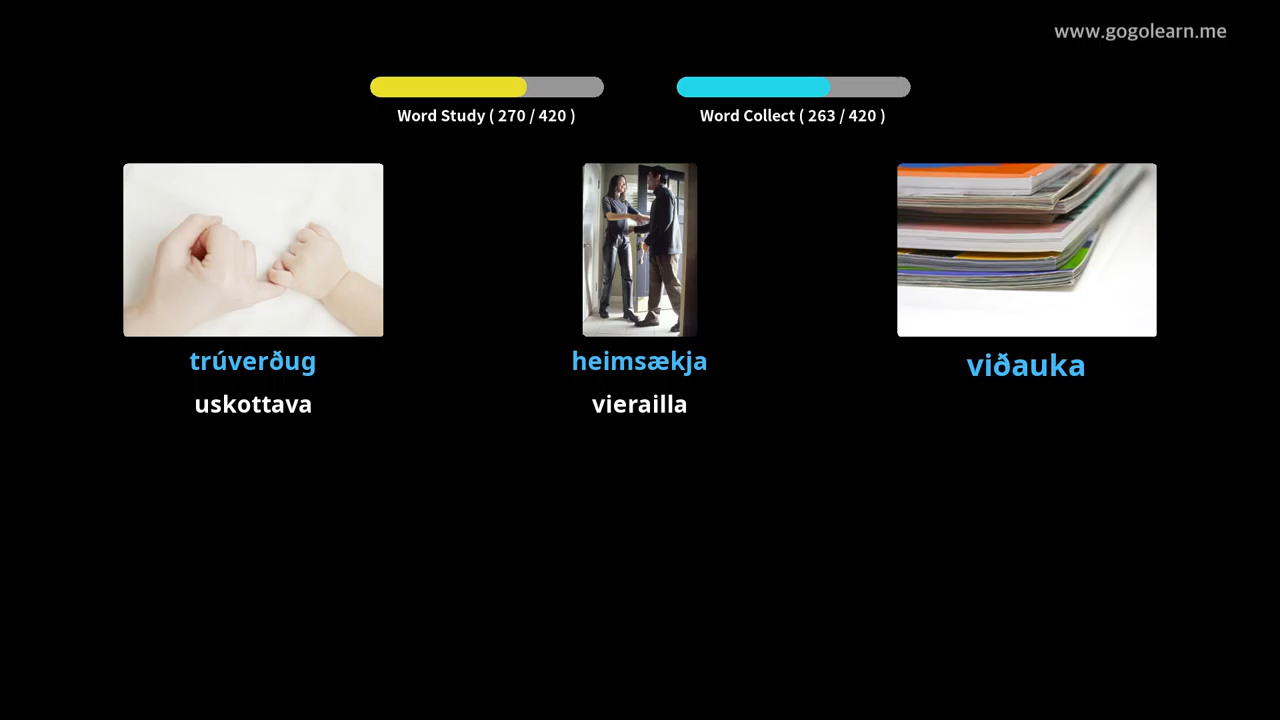 www.gogolearn.me
Word Study ( 270 / 420 )
Word Collect ( 263 / 420 )
trúverðug
heimsækja
viðauka
uskottava
vierailla